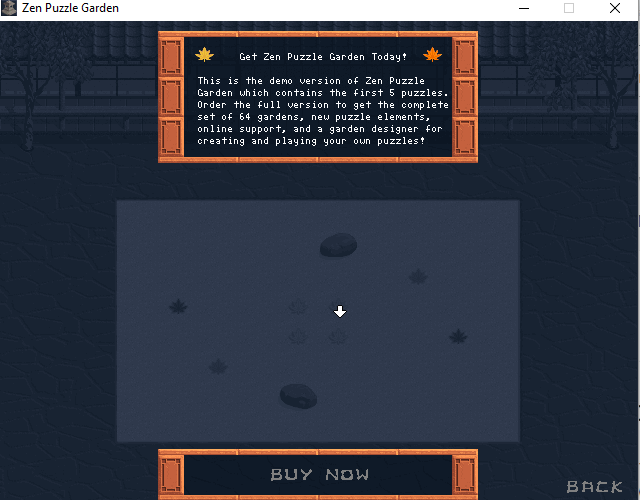 Zen Puzzle Garden
Get Zen Puzzle Garden Today!
This is the demo version of Zen Puzzle
Garden which contains the first 5 puzzles.
Order the full version to get the complete
set of 64 gardens, new puzzle elements,
online support, and a garden designer for
creating and playing your own puzzles!
BUY NOW
BACK